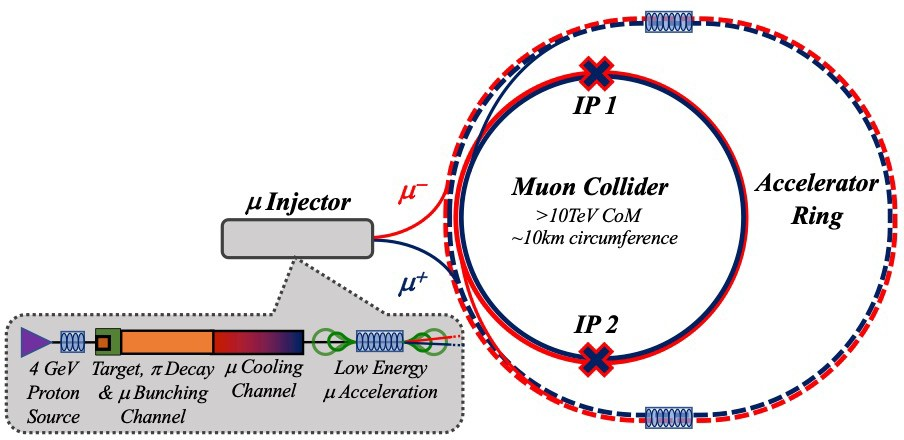 IP 1
Muon Collider
>10TeV CoM
~10km circumference
Accelerator
Ring
μ Injector
μ−
μ+
IP 2
4 GeV
Proton
Source
Target, π Decay
& μ Bunching
Channel
μ Cooling
Channel
Low Energy
μ Acceleration